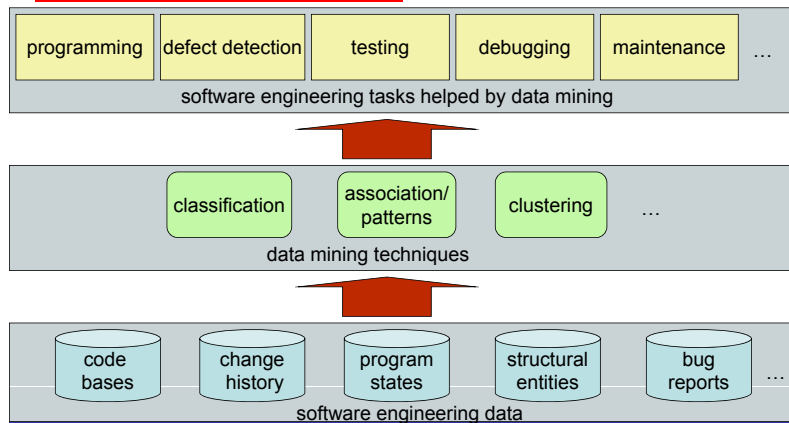 programming
defect detection
testing
debugging
maintenance
…
software engineering tasks helped by data mining
classification
association/
patterns
clustering
…
data mining techniques
code
bases
change
history
program
states
structural
entities
bug
reports
…
software engineering data